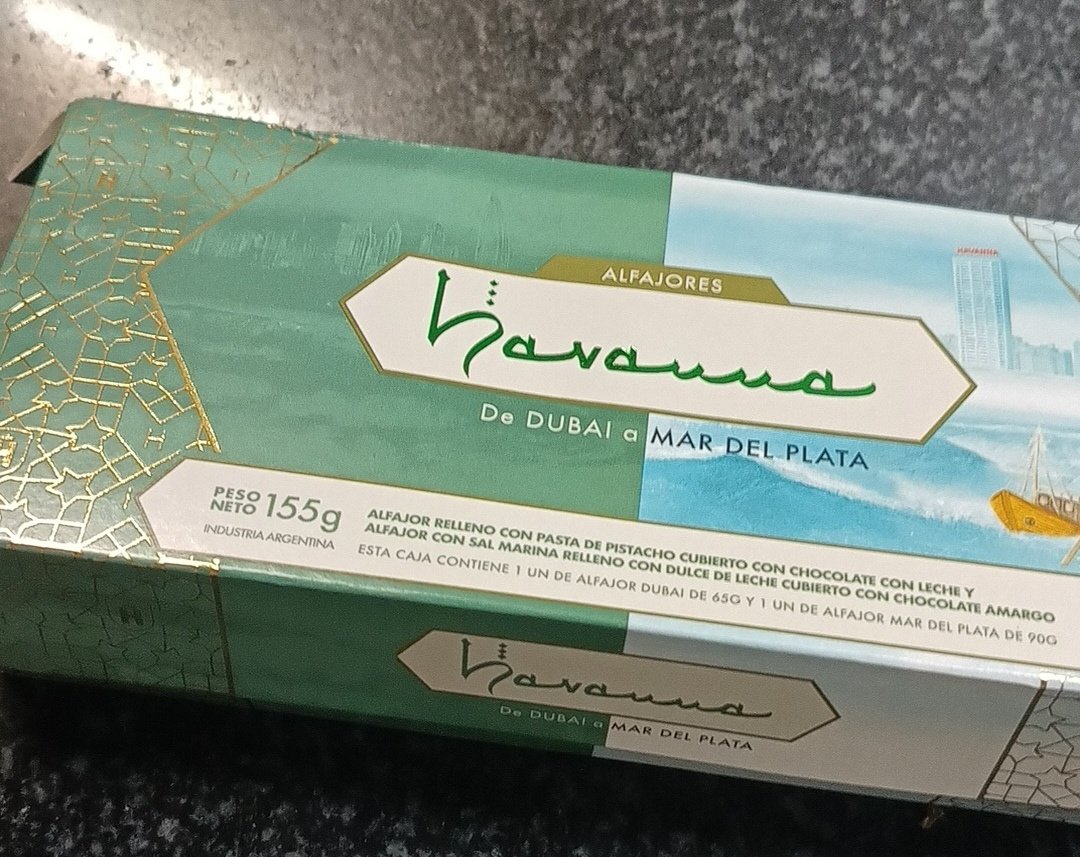 HAVANNA
ALFAJORES
havanna
De DUBAI a MAR DEL PLATA
PESO NETO 155g
INDUSTRIA ARGENTINA
ALFAJOR RELLENO CON PASTA DE PISTACHO CUBIERTO CON CHOCOLATE CON LECHE Y
ALFAJOR CON SAL MARINA RELLENO CON DULCE DE LECHE CUBIERTO CON CHOCOLATE AMARGO
ESTA CAJA CONTIENE 1 UN DE ALFAJOR DUBAI DE 65G Y 1 UN DE ALFAJOR MAR DEL PLATA DE 90G
havanna
De DUBAI a MAR DEL PLATA